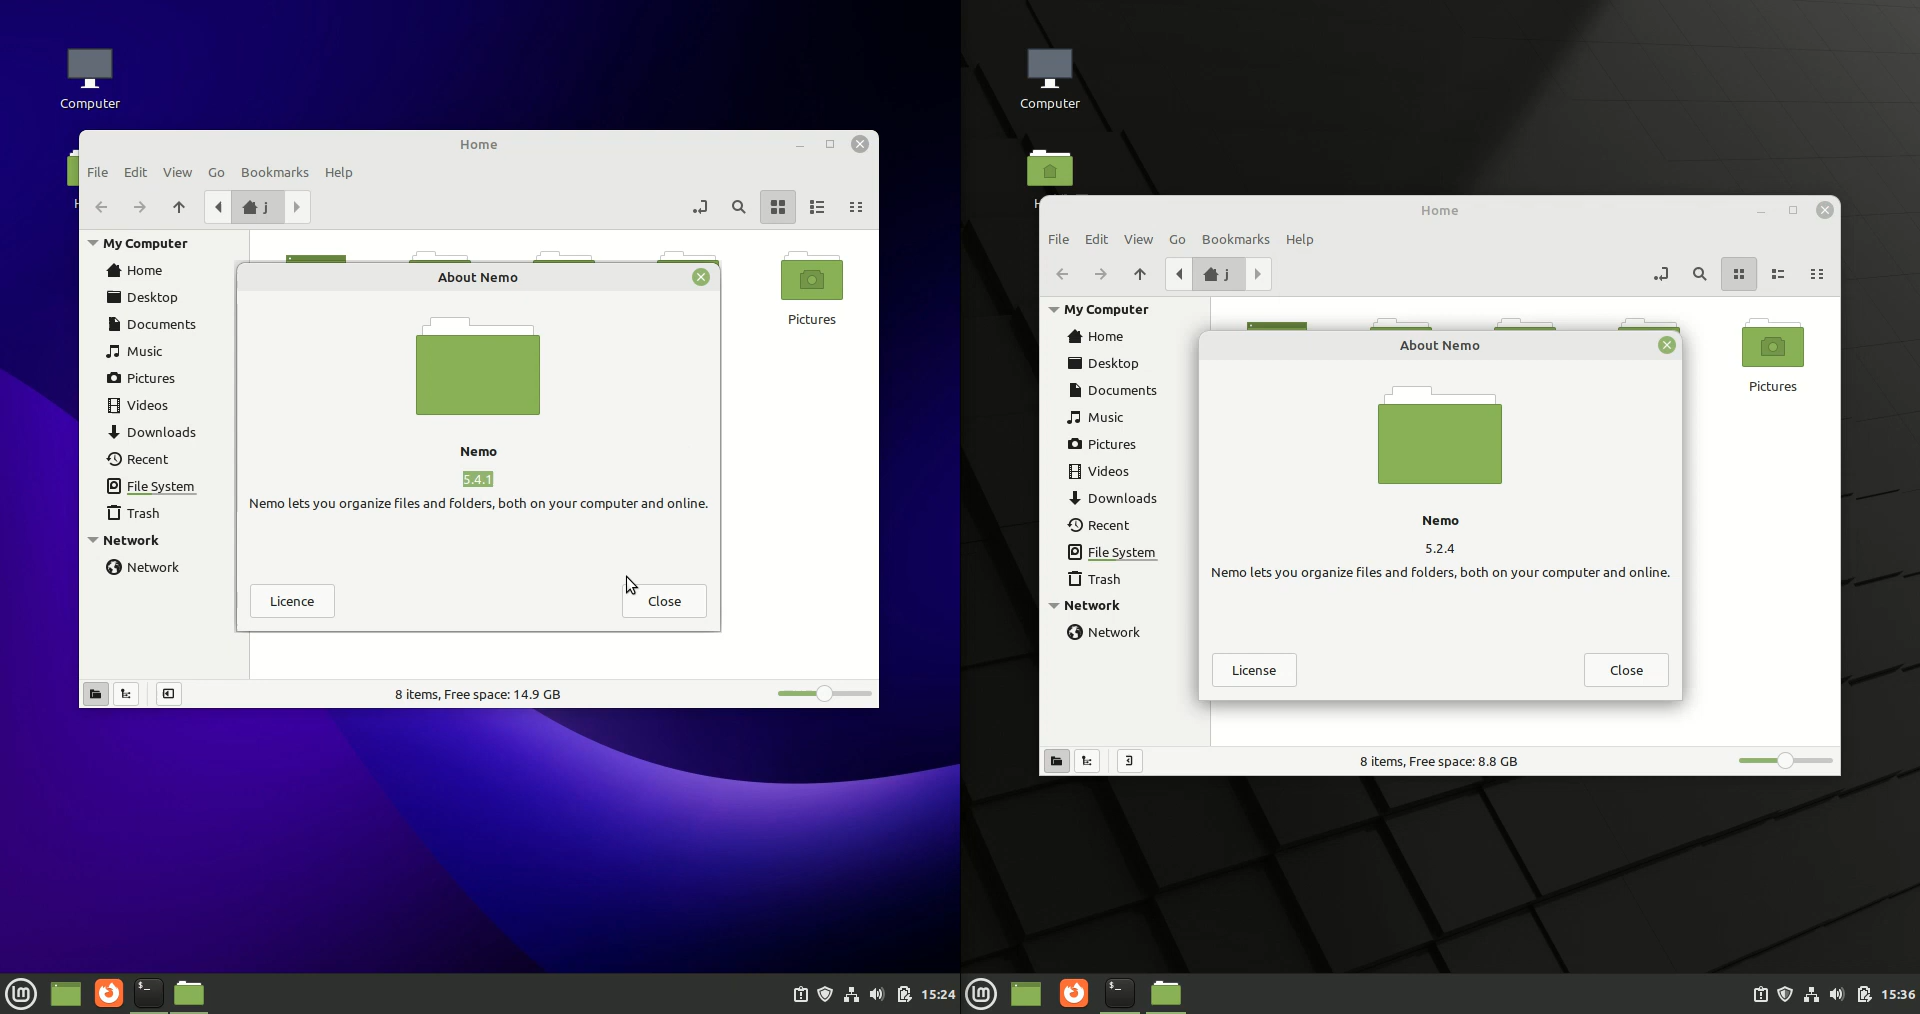 Computer
Home
File Edit View Go Bookmarks Help
j
My Computer
Home
Desktop
Documents
Music
Pictures
Videos
Downloads
Recent
File System
Trash
Network
Network
Pictures
About Nemo
Nemo
5.4.1
Nemo lets you organize files and folders, both on your computer and online.
Licence
Close
8 items, Free space: 14.9 GB
$_
15:24
Computer
Home
File Edit View Go Bookmarks Help
j
My Computer
Home
Desktop
Documents
Music
Pictures
Videos
Downloads
Recent
File System
Trash
Network
Network
Pictures
About Nemo
Nemo
5.2.4
Nemo lets you organize files and folders, both on your computer and online.
License
Close
8 items, Free space: 8.8 GB
$_
15:36